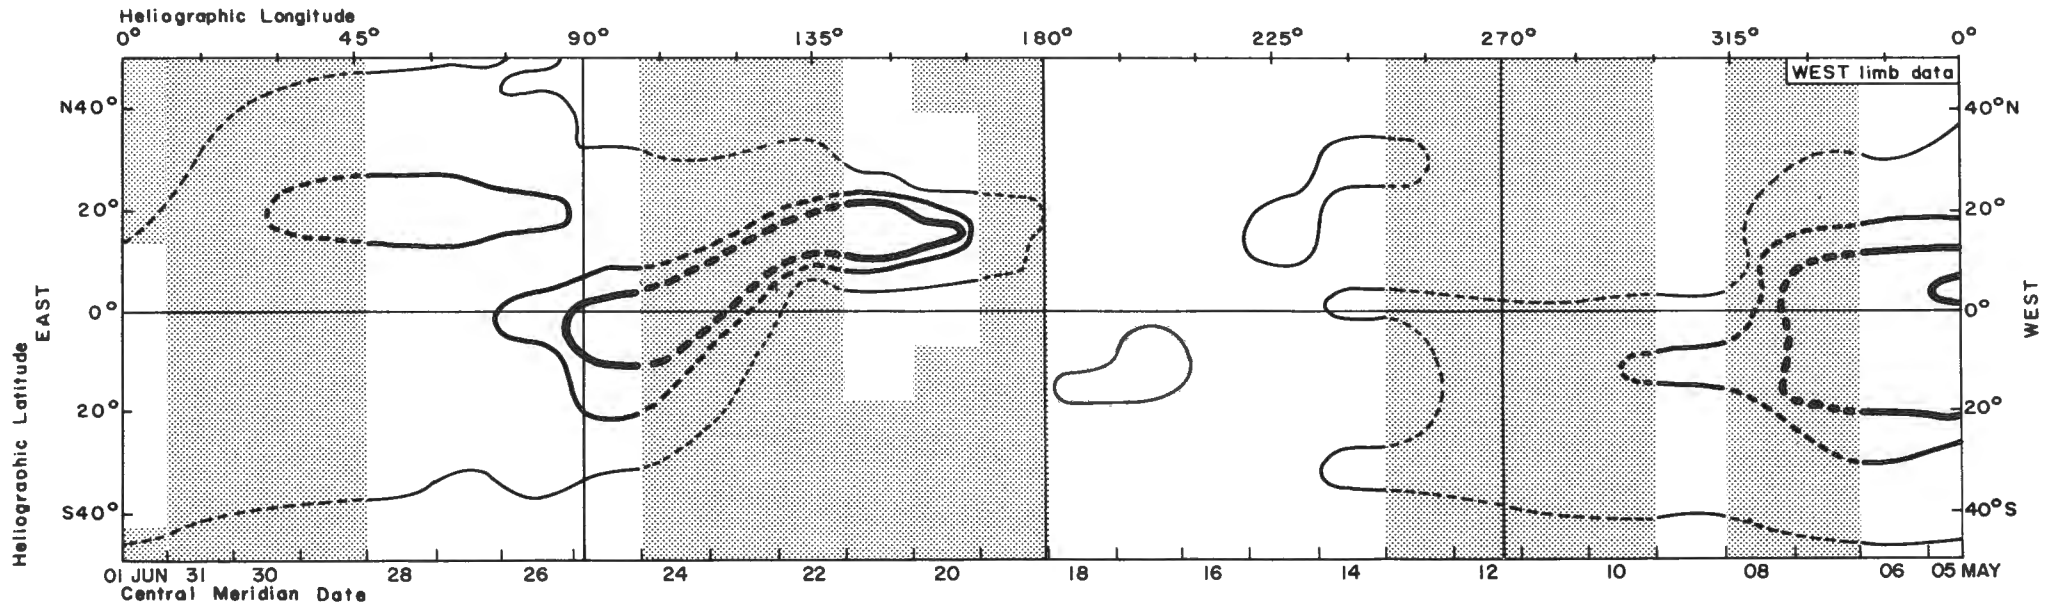 Heliographic Longitude
0° 45° 90° 135° 180° 225° 270° 315° 0°
WEST limb data
N40° 40°N
20° 20°
0° 0°
20° 20°
S40° 40°S
EAST
WEST
Heliographic Latitude
01 JUN 31 30 28 26 24 22 20 18 16 14 12 10 08 06 05 MAY
Central Meridian Date